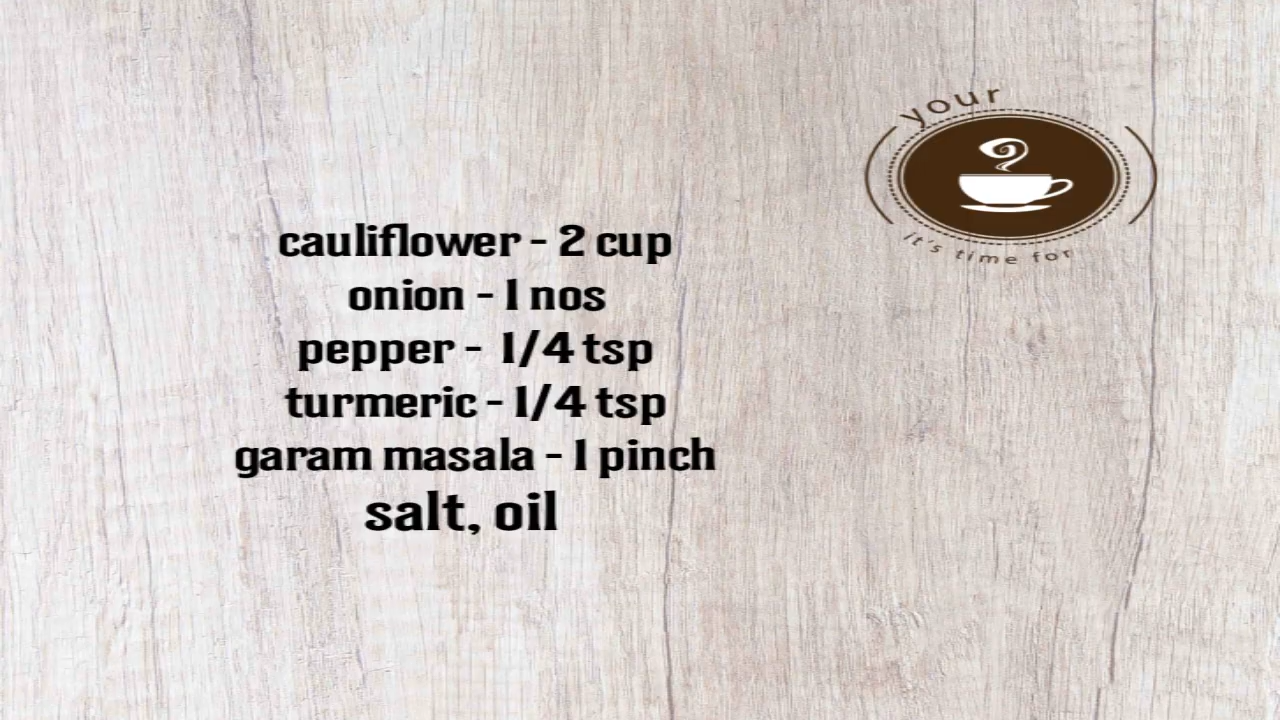 your
it's time for
cauliflower - 2 cup
onion - 1 nos
pepper - 1/4 tsp
turmeric - 1/4 tsp
garam masala - 1 pinch
salt, oil